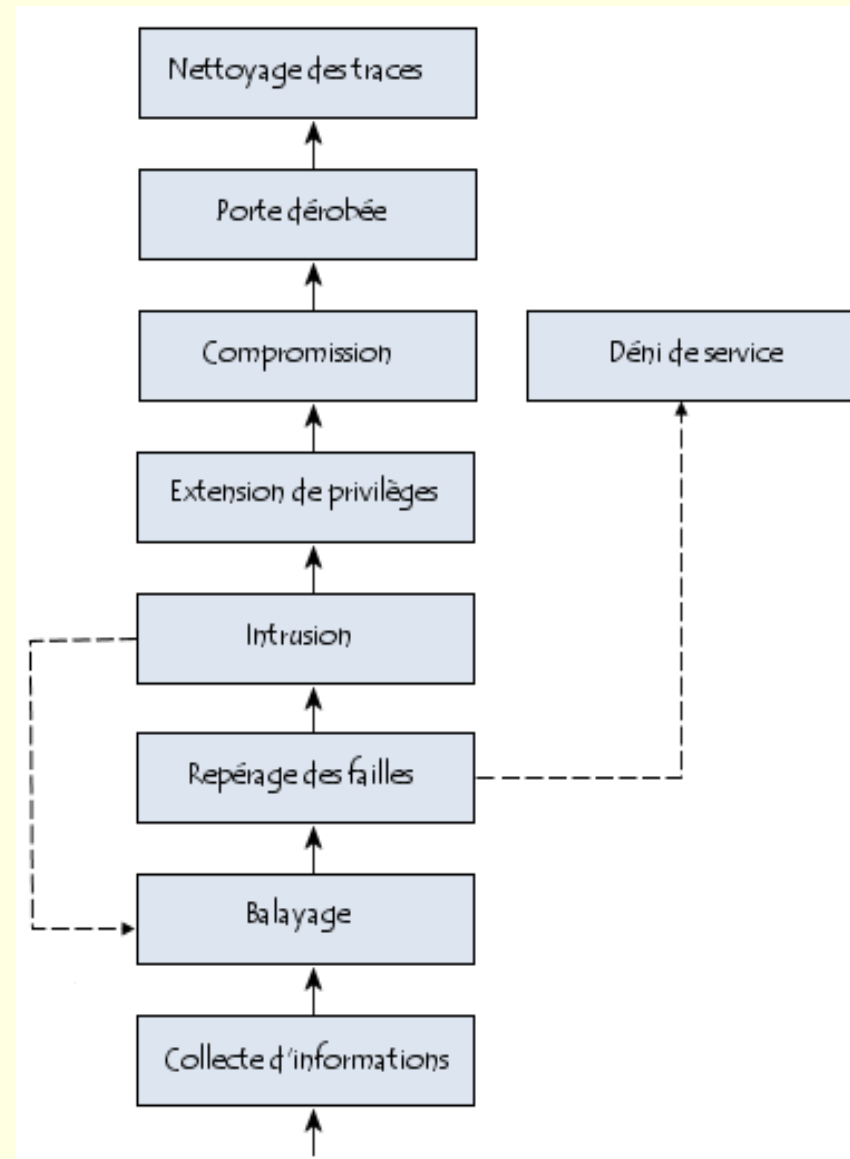 Nettoyage des traces
Porte dérobée
Compromission
Déni de service
Extension de privilèges
Intrusion
Repérage des failles
Balayage
Collecte d'informations